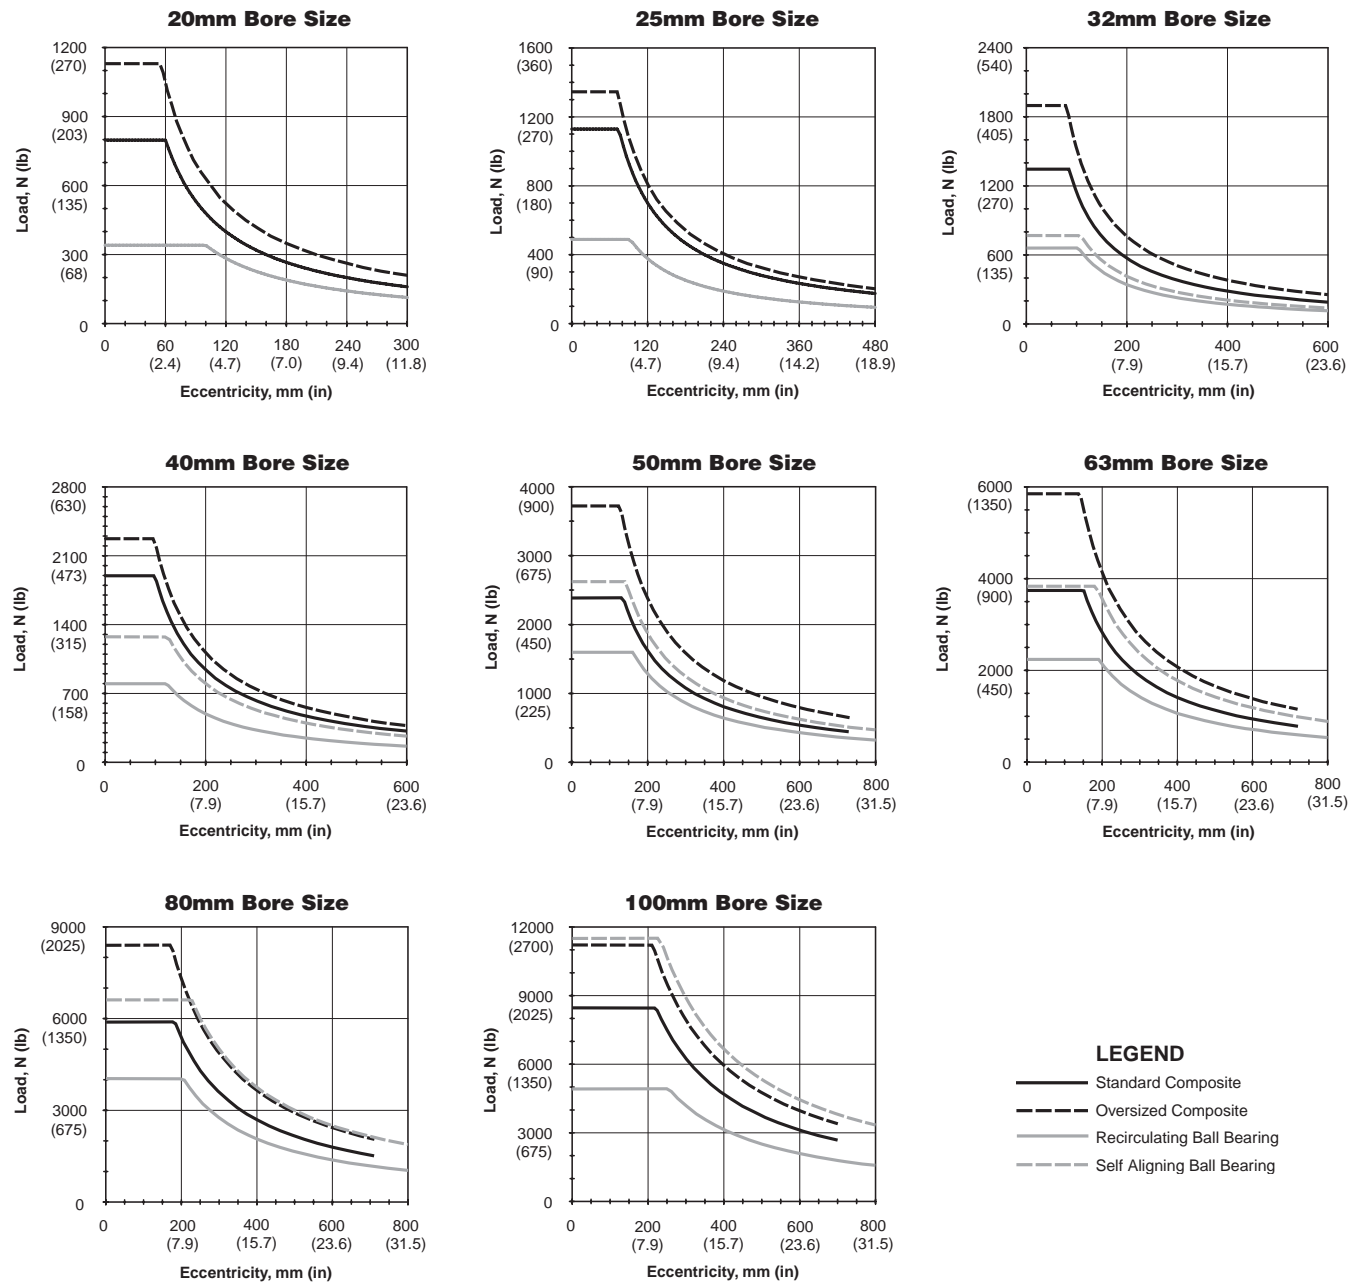 20mm Bore Size
1200
(270)
900
(203)
600
(135)
300
(68)
0
Load, N (lb)
0 60 120 180 240 300
(2.4) (4.7) (7.0) (9.4) (11.8)
Eccentricity, mm (in)
25mm Bore Size
1600
(360)
1200
(270)
800
(180)
400
(90)
0
Load, N (lb)
0 120 240 360 480
(4.7) (9.4) (14.2) (18.9)
Eccentricity, mm (in)
32mm Bore Size
2400
(540)
1800
(405)
1200
(270)
600
(135)
0
Load, N (lb)
0 200 400 600
(7.9) (15.7) (23.6)
Eccentricity, mm (in)
40mm Bore Size
2800
(630)
2100
(473)
1400
(315)
700
(158)
0
Load, N (lb)
0 200 400 600
(7.9) (15.7) (23.6)
Eccentricity, mm (in)
50mm Bore Size
4000
(900)
3000
(675)
2000
(450)
1000
(225)
0
Load, N (lb)
0 200 400 600 800
(7.9) (15.7) (23.6) (31.5)
Eccentricity, mm (in)
63mm Bore Size
6000
(1350)
4000
(900)
2000
(450)
0
Load, N (lb)
0 200 400 600 800
(7.9) (15.7) (23.6) (31.5)
Eccentricity, mm (in)
80mm Bore Size
9000
(2025)
6000
(1350)
3000
(675)
0
Load, N (lb)
0 200 400 600 800
(7.9) (15.7) (23.6) (31.5)
Eccentricity, mm (in)
100mm Bore Size
12000
(2700)
9000
(2025)
6000
(1350)
3000
(675)
0
Load, N (lb)
0 200 400 600 800
(7.9) (15.7) (23.6) (31.5)
Eccentricity, mm (in)
LEGEND
Standard Composite
Oversized Composite
Recirculating Ball Bearing
Self Aligning Ball Bearing